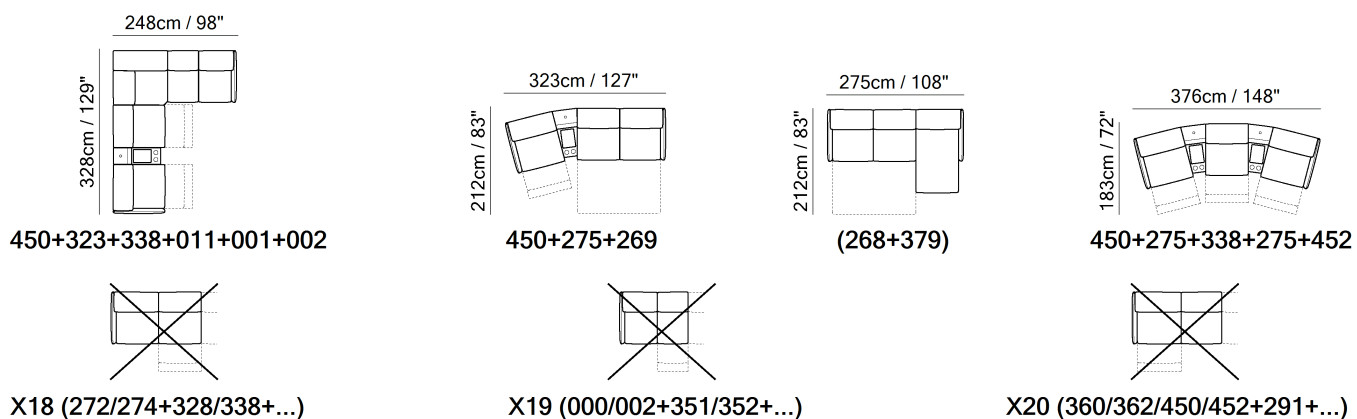 248cm / 98"
328cm / 129"
450+323+338+011+001+002
323cm / 127"
212cm / 83"
450+275+269
275cm / 108"
212cm / 83"
(268+379)
376cm / 148"
183cm / 72"
450+275+338+275+452
X18 (272/274+328/338+...)
X19 (000/002+351/352+...)
X20 (360/362/450/452+291+...)